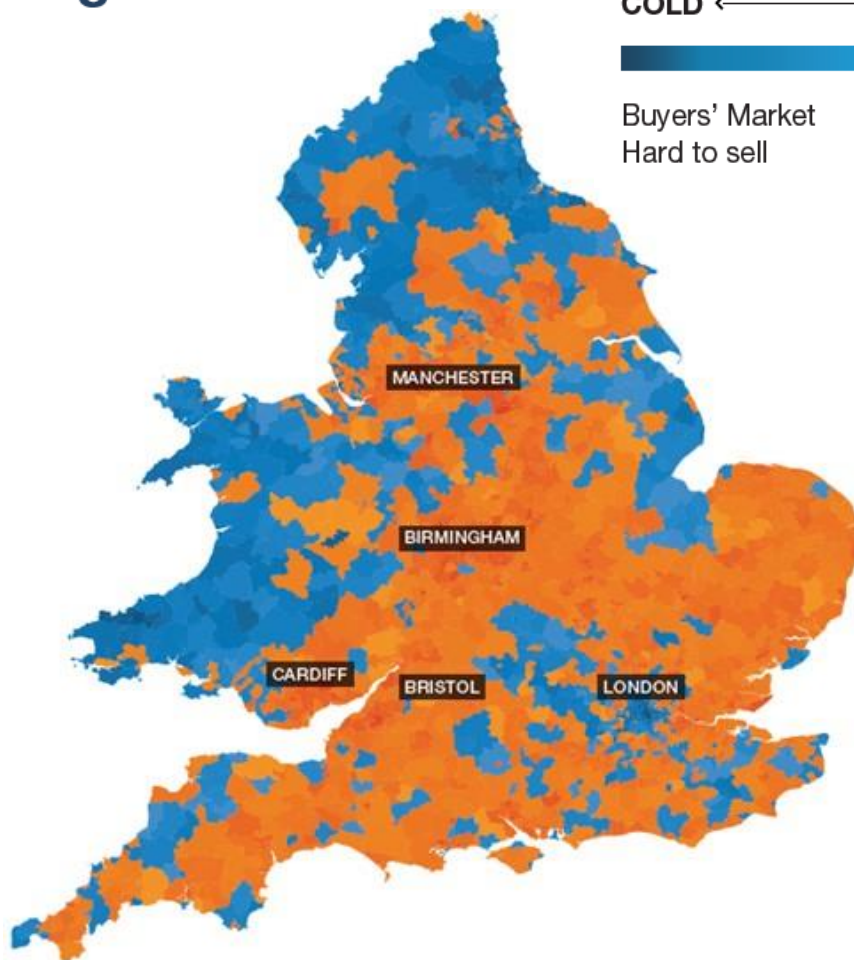 COLD
Buyers' Market
Hard to sell
MANCHESTER
BIRMINGHAM
CARDIFF
BRISTOL
LONDON